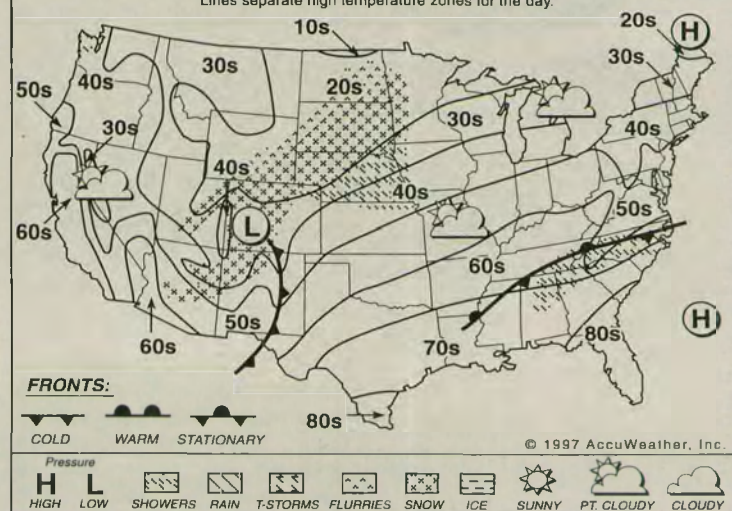 Lines separate high temperature zones for the day.
10s
20s
H
30s
40s
30s
50s
20s
30s
30s
40s
40s
40s
50s
L
60s
60s
H
50s
60s
70s
80s
80s
FRONTS:
COLD WARM STATIONARY
© 1997 AccuWeather, Inc.
Pressure
H L
HIGH LOW SHOWERS RAIN T-STORMS FLURRIES SNOW ICE SUNNY PT. CLOUDY CLOUDY